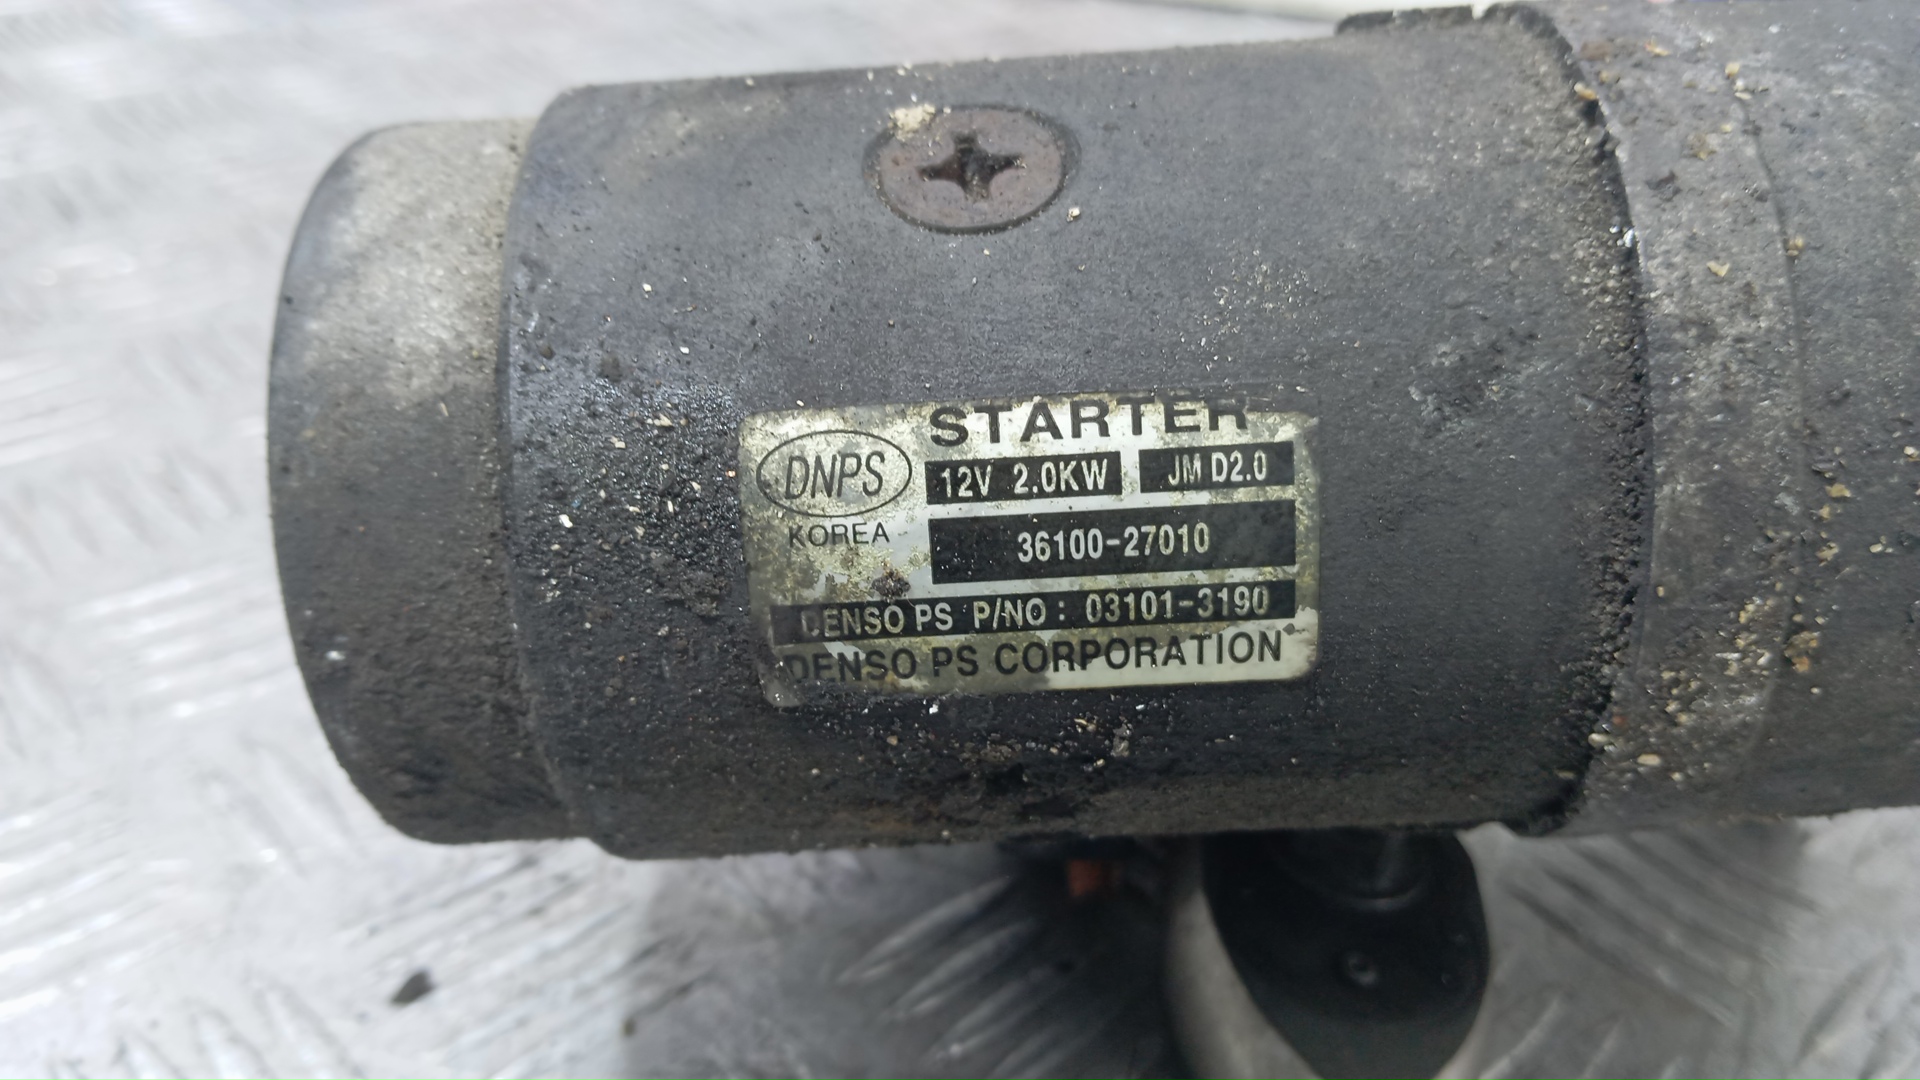 STARTER
DNPS 12V 2.0KW JM D2.0
KOREA 36100-27010
DENSO PS P/NO : 03101-3190
DENSO PS CORPORATION